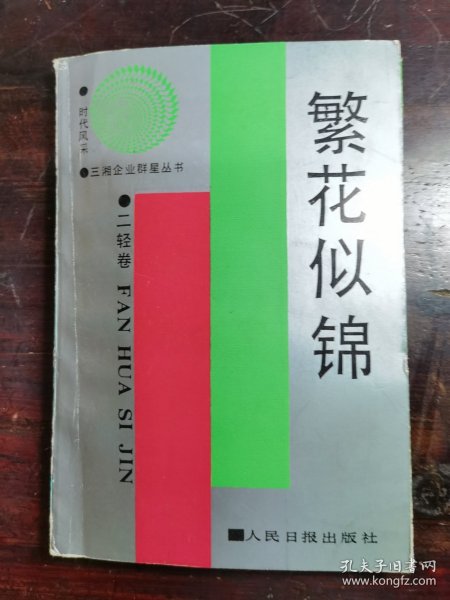 繁花似锦
●时代风采
●三湘企业群星丛书
●二轻卷 FAN HUA SI JIN
人民日报出版社
孔夫子旧书网
www.kongfz.com